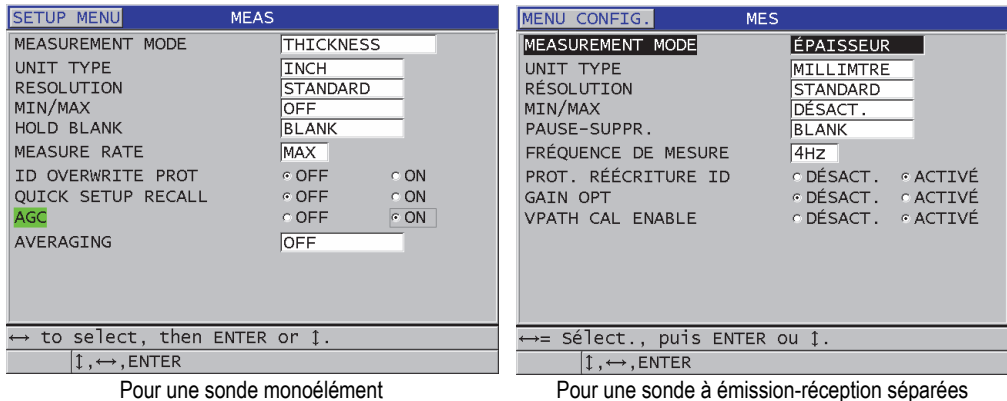 SETUP MENU MEAS
MEASUREMENT MODE THICKNESS
UNIT TYPE INCH
RESOLUTION STANDARD
MIN/MAX OFF
HOLD BLANK BLANK
MEASURE RATE MAX
ID OVERWRITE PROT OFF ON
QUICK SETUP RECALL OFF ON
AGC OFF ON
AVERAGING OFF
↔ to select, then ENTER or ↕.
↕,↔,ENTER
Pour une sonde monoélément
MENU CONFIG. MES
MEASUREMENT MODE ÉPAISSEUR
UNIT TYPE MILLIMTRE
RÉSOLUTION STANDARD
MIN/MAX DÉSACT.
PAUSE-SUPPR. BLANK
FRÉQUENCE DE MESURE 4Hz
PROT. RÉÉCRITURE ID DÉSACT. ACTIVÉ
GAIN OPT DÉSACT. ACTIVÉ
VPATH CAL ENABLE DÉSACT. ACTIVÉ
↔= Sélect., puis ENTER ou ↕.
↕,↔,ENTER
Pour une sonde à émission-réception séparées